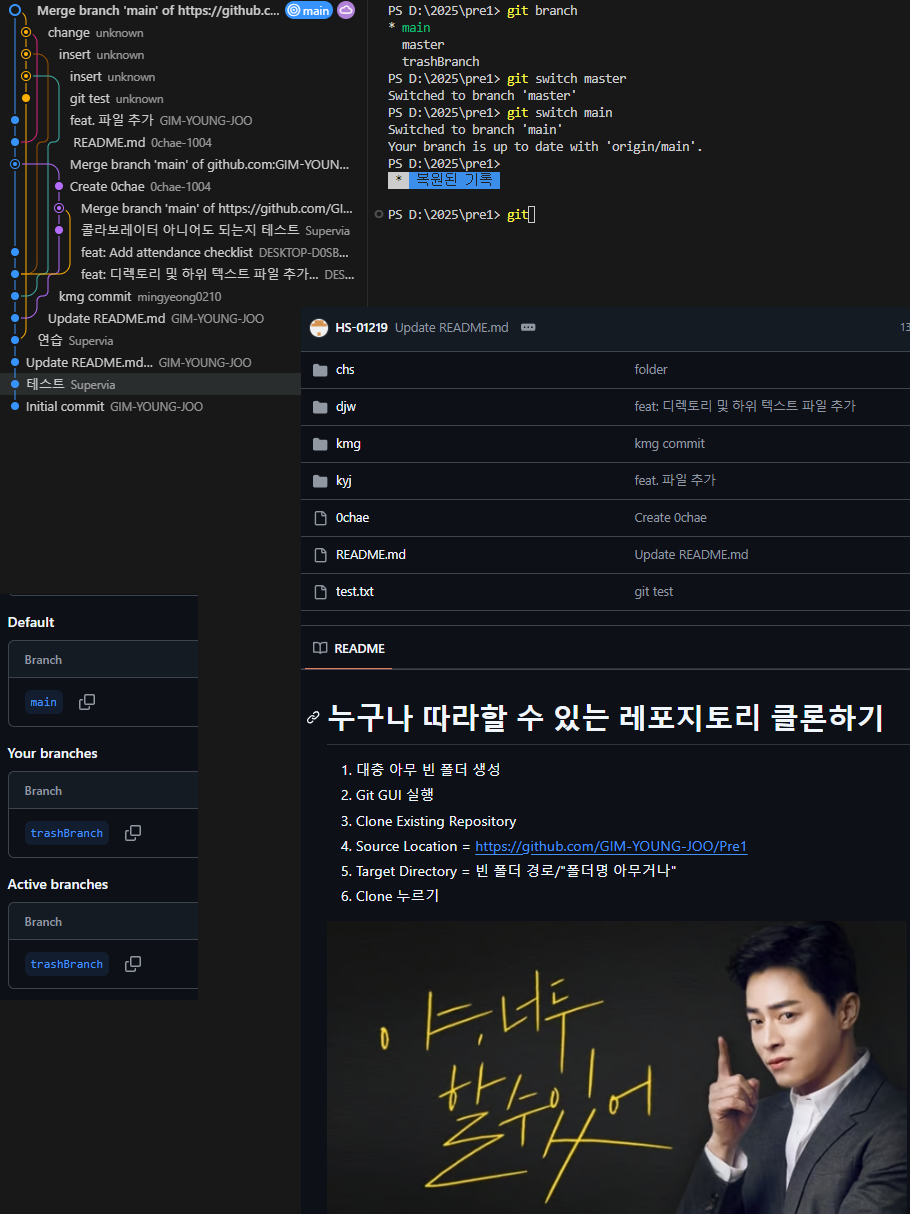 Merge branch 'main' of https://github.c... main
change unknown
insert unknown
insert unknown
git test unknown
feat. 파일 추가 GIM-YOUNG-JOO
README.md 0chae-1004
Merge branch 'main' of github.com:GIM-YOUN...
Create 0chae 0chae-1004
Merge branch 'main' of https://github.com/GI...
콜라보레이터 아니어도 되는지 테스트 Supervia
feat: Add attendance checklist DESKTOP-D0SB...
feat: 디렉토리 및 하위 텍스트 파일 추가... DES...
kmg commit mingyeong0210
Update README.md GIM-YOUNG-JOO
연습 Supervia
Update README.md... GIM-YOUNG-JOO
테스트 Supervia
Initial commit GIM-YOUNG-JOO
PS D:\2025\pre1> git branch
* main
master
trashBranch
PS D:\2025\pre1> git switch master
Switched to branch 'master'
PS D:\2025\pre1> git switch main
Switched to branch 'main'
Your branch is up to date with 'origin/main'.
PS D:\2025\pre1>
* 복원된 기록
PS D:\2025\pre1> git
HS-01219 Update README.md 13
chs folder
djw feat: 디렉토리 및 하위 텍스트 파일 추가
kmg kmg commit
kyj feat. 파일 추가
0chae Create 0chae
README.md Update README.md
test.txt git test
README
누구나 따라할 수 있는 레포지토리 클론하기
1. 대충 아무 빈 폴더 생성
2. Git GUI 실행
3. Clone Existing Repository
4. Source Location = https://github.com/GIM-YOUNG-JOO/Pre1
5. Target Directory = 빈 폴더 경로/"폴더명 아무거나"
6. Clone 누르기
야, 너두
할 수 있어
Default
Branch
main
Your branches
Branch
trashBranch
Active branches
Branch
trashBranch